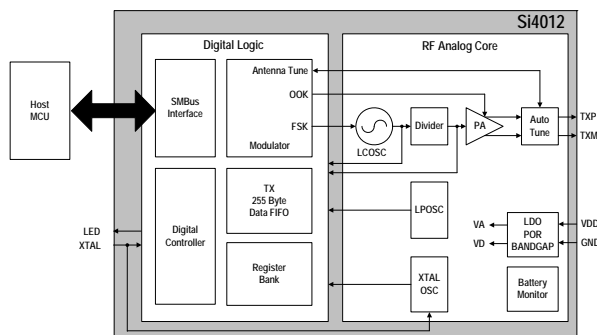 Si4012
Digital Logic
RF Analog Core
Host
MCU
SMBus
Interface
Antenna Tune
OOK
FSK
Modulator
LCOSC
Divider
PA
Auto
Tune
TXP
TXM
TX
255 Byte
Data FIFO
LPOSC
Digital
Controller
LED
XTAL
Register
Bank
XTAL
OSC
VA
VD
LDO
POR
BANDGAP
VDD
GND
Battery
Monitor